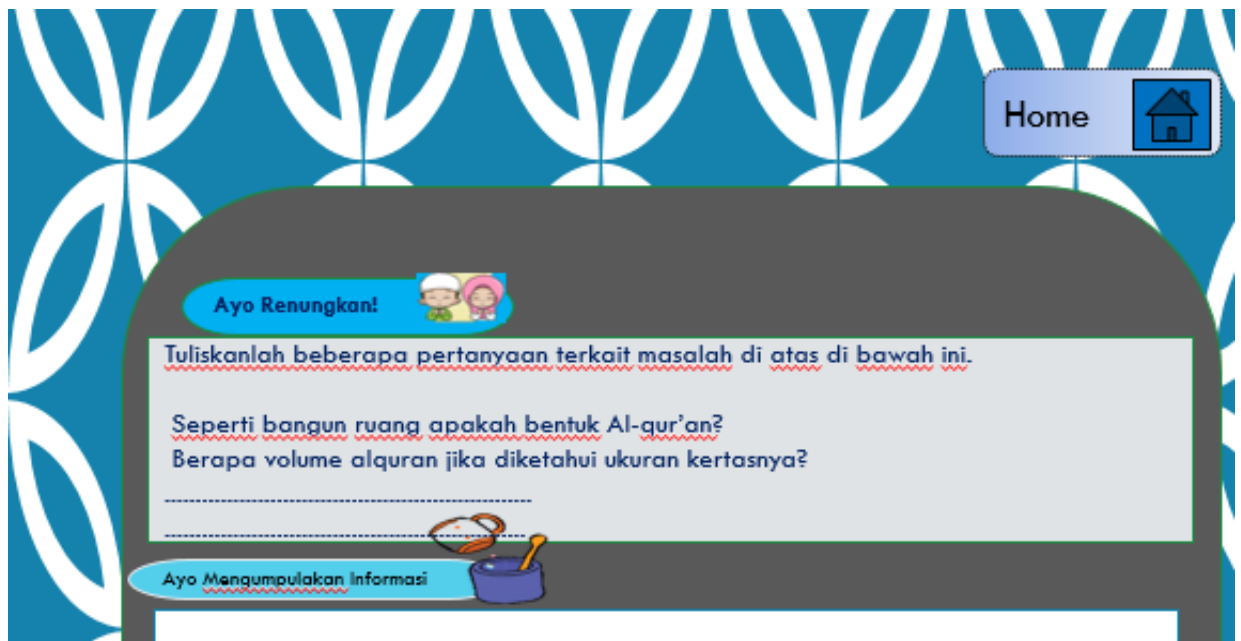 Home
Ayo Renungkan!
Tuliskanlah beberapa pertanyaan terkait masalah di atas di bawah ini.
Seperti bangun ruang apakah bentuk Al-qur'an?
Berapa volume alquran jika diketahui ukuran kertasnya?
Ayo Mengumpulakan Informasi